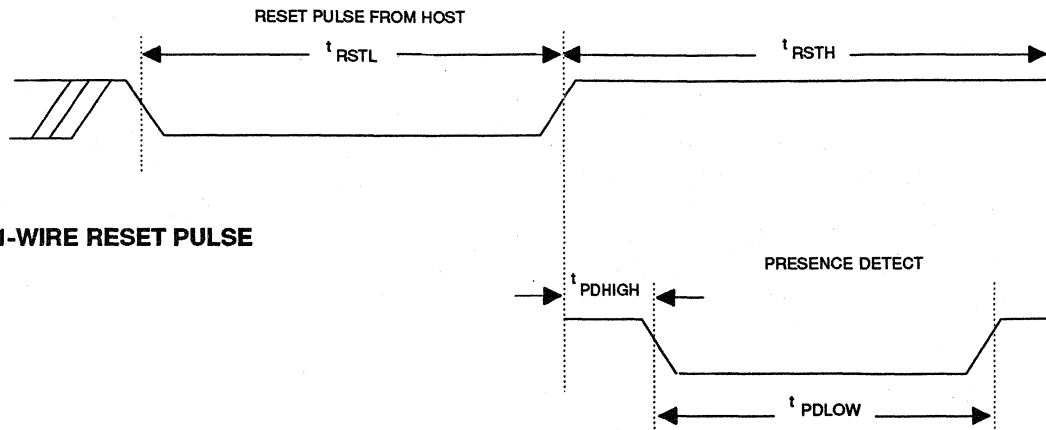 RESET PULSE FROM HOST
t RSTL
t RSTH
1-WIRE RESET PULSE
PRESENCE DETECT
t PDHIGH
t PDLOW